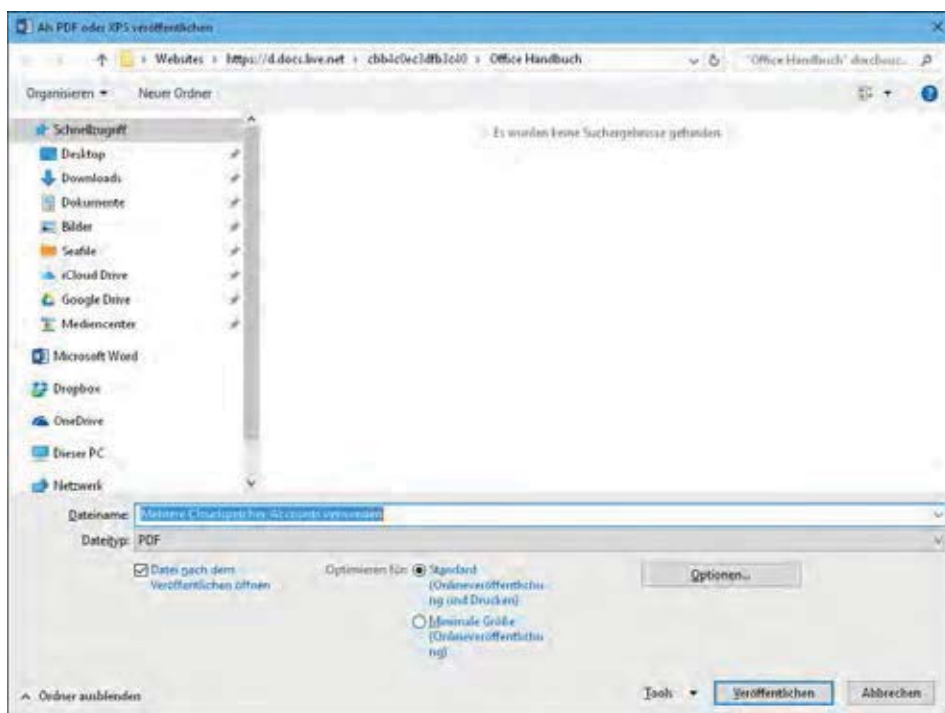 Als PDF oder XPS veröffentlichen
Websites › https://d.docs.live.net › cbb4c0ec3dfb3c40 › Office Handbuch
"Office Handbuch" durchsuc...
Organisieren
Neuer Ordner
Schnellzugriff
Es wurden keine Suchergebnisse gefunden.
Desktop
Downloads
Dokumente
Bilder
Seafile
iCloud Drive
Google Drive
Mediencenter
Microsoft Word
Dropbox
OneDrive
Dieser PC
Netzwerk
Dateiname: Mehrere Cloudspeicher-Accounts verwenden
Dateityp: PDF
Datei nach dem
Veröffentlichen öffnen
Optimieren für:
Standard
(Onlineveröffentlichu
ng und Drucken)
Minimale Größe
(Onlineveröffentlichu
ng)
Optionen...
Ordner ausblenden
Tools
Veröffentlichen
Abbrechen